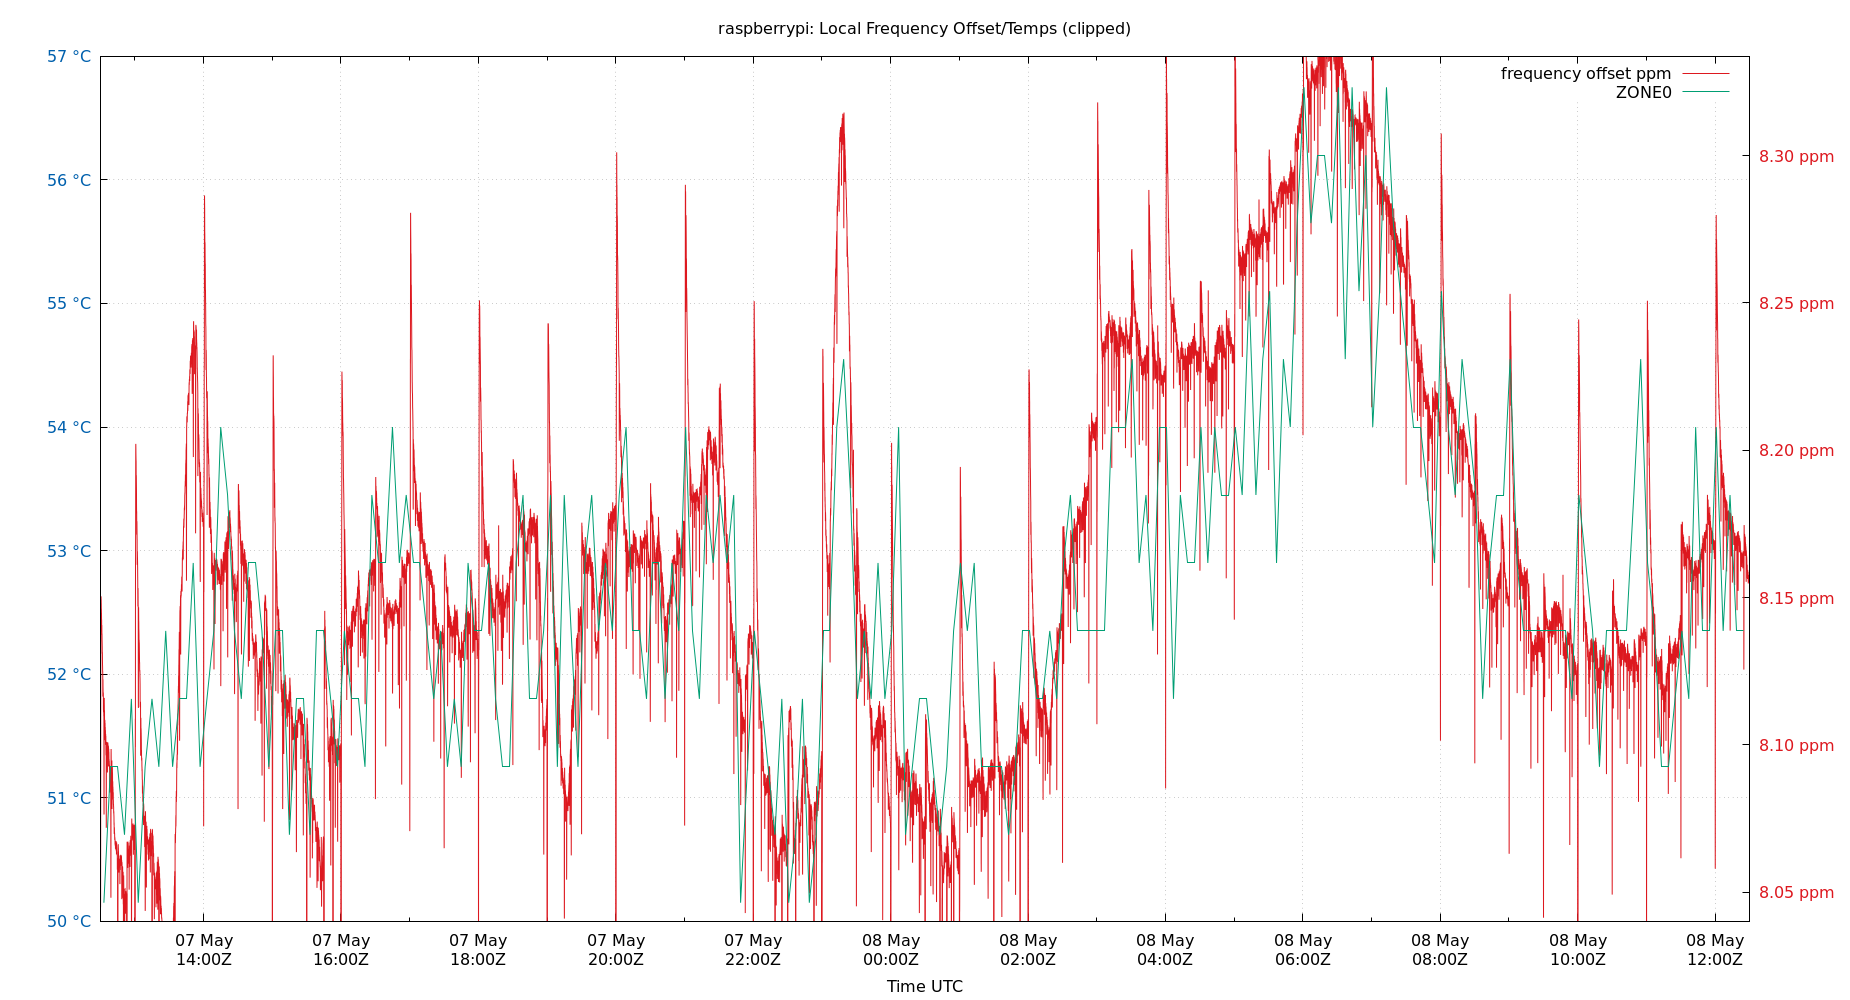 raspberrypi: Local Frequency Offset/Temps (clipped)
57 °C
56 °C
55 °C
54 °C
53 °C
52 °C
51 °C
50 °C
frequency offset ppm
ZONE0
8.30 ppm
8.25 ppm
8.20 ppm
8.15 ppm
8.10 ppm
8.05 ppm
07 May
14:00Z
07 May
16:00Z
07 May
18:00Z
07 May
20:00Z
07 May
22:00Z
08 May
00:00Z
08 May
02:00Z
08 May
04:00Z
08 May
06:00Z
08 May
08:00Z
08 May
10:00Z
08 May
12:00Z
Time UTC